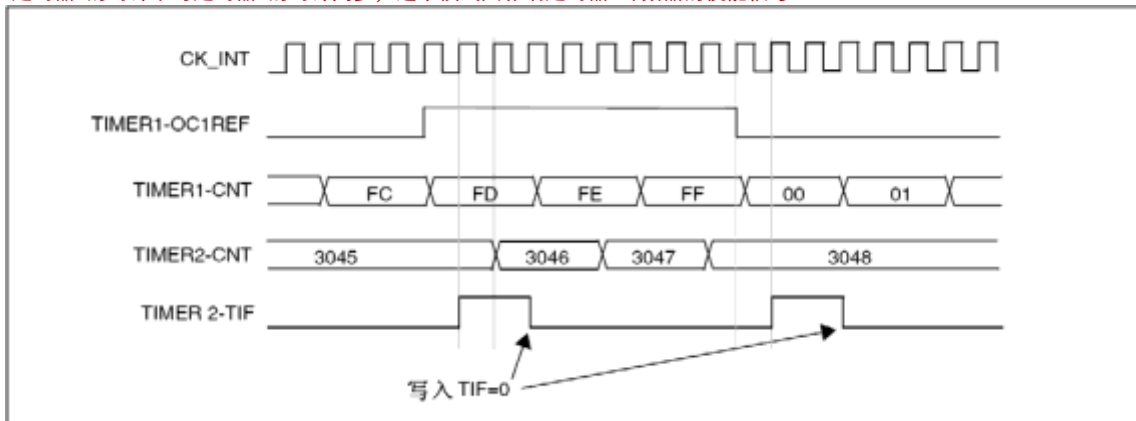 CK_INT
TIMER1-OC1REF
TIMER1-CNT FC FD FE FF 00 01
TIMER2-CNT 3045 3046 3047 3048
TIMER 2-TIF
写入 TIF=0